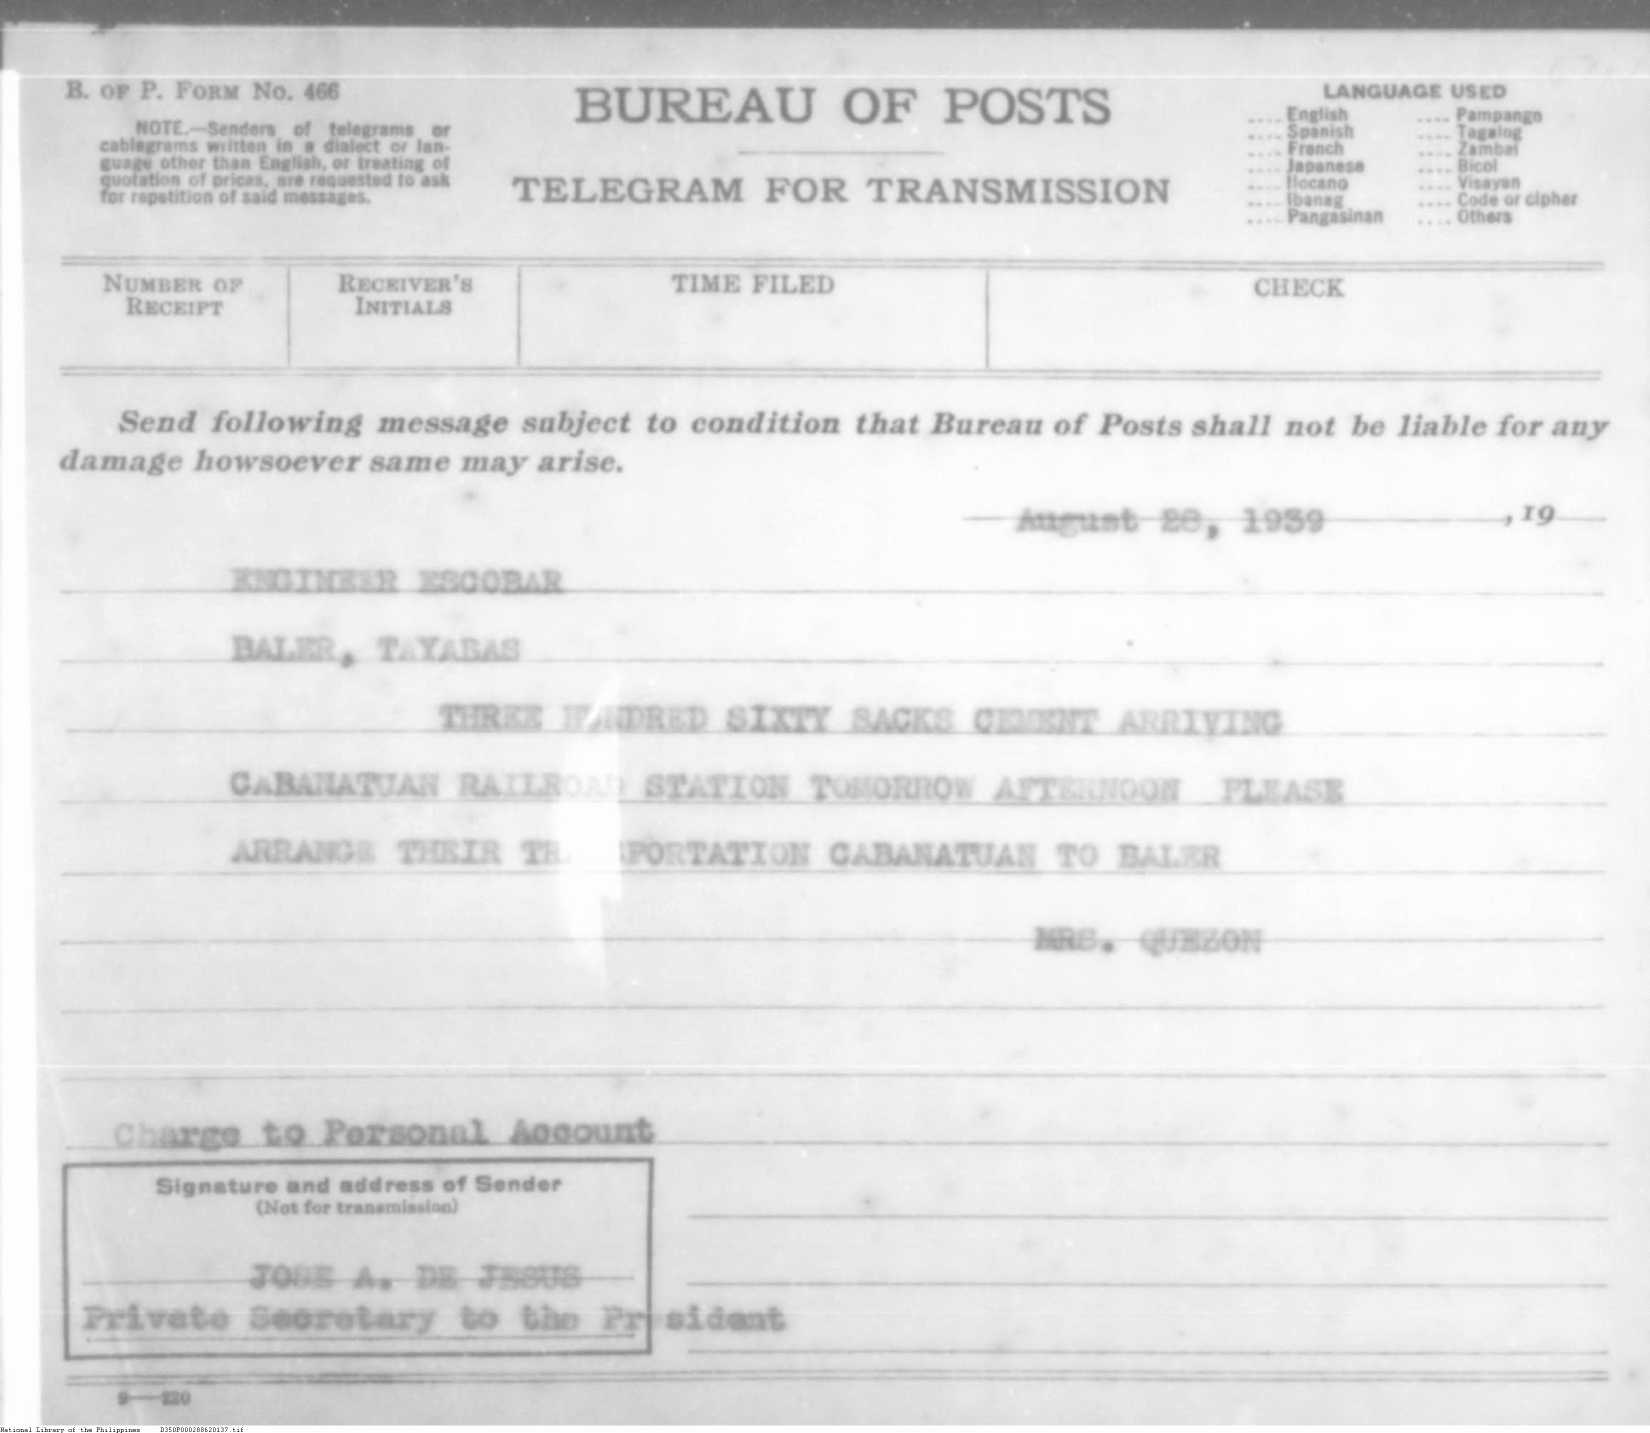 B. OF P. FORM NO. 466
NOTE.—Senders of telegrams or
cablegrams written in a dialect or lan-
guage other than English, or treating of
quotation of prices, are requested to ask
for repetition of said messages.
BUREAU OF POSTS
TELEGRAM FOR TRANSMISSION
LANGUAGE USED
.... English .... Pampango
.... Spanish .... Tagalog
.... French .... Zambal
.... Japanese .... Bicol
.... Ilocano .... Visayan
.... Ibanag .... Code or cipher
.... Pangasinan .... Others
NUMBER OF RECEIPT
RECEIVER'S INITIALS
TIME FILED
CHECK
Send following message subject to condition that Bureau of Posts shall not be liable for any
damage howsoever same may arise.
August 28, 1939 , 19
ENGINEER ESCOBAR
BALER, TAYABAS
THREE HUNDRED SIXTY SACKS CEMENT ARRIVING
CABANATUAN RAILROAD STATION TOMORROW AFTERNOON PLEASE
ARRANGE THEIR TRANSPORTATION CABANATUAN TO BALER
MRS. QUEZON
Charge to Personal Account
Signature and address of Sender
(Not for transmission)
JOSE A. DE JESUS
Private Secretary to the President
9—220
National Library of the Philippines D350P000288620137.tif